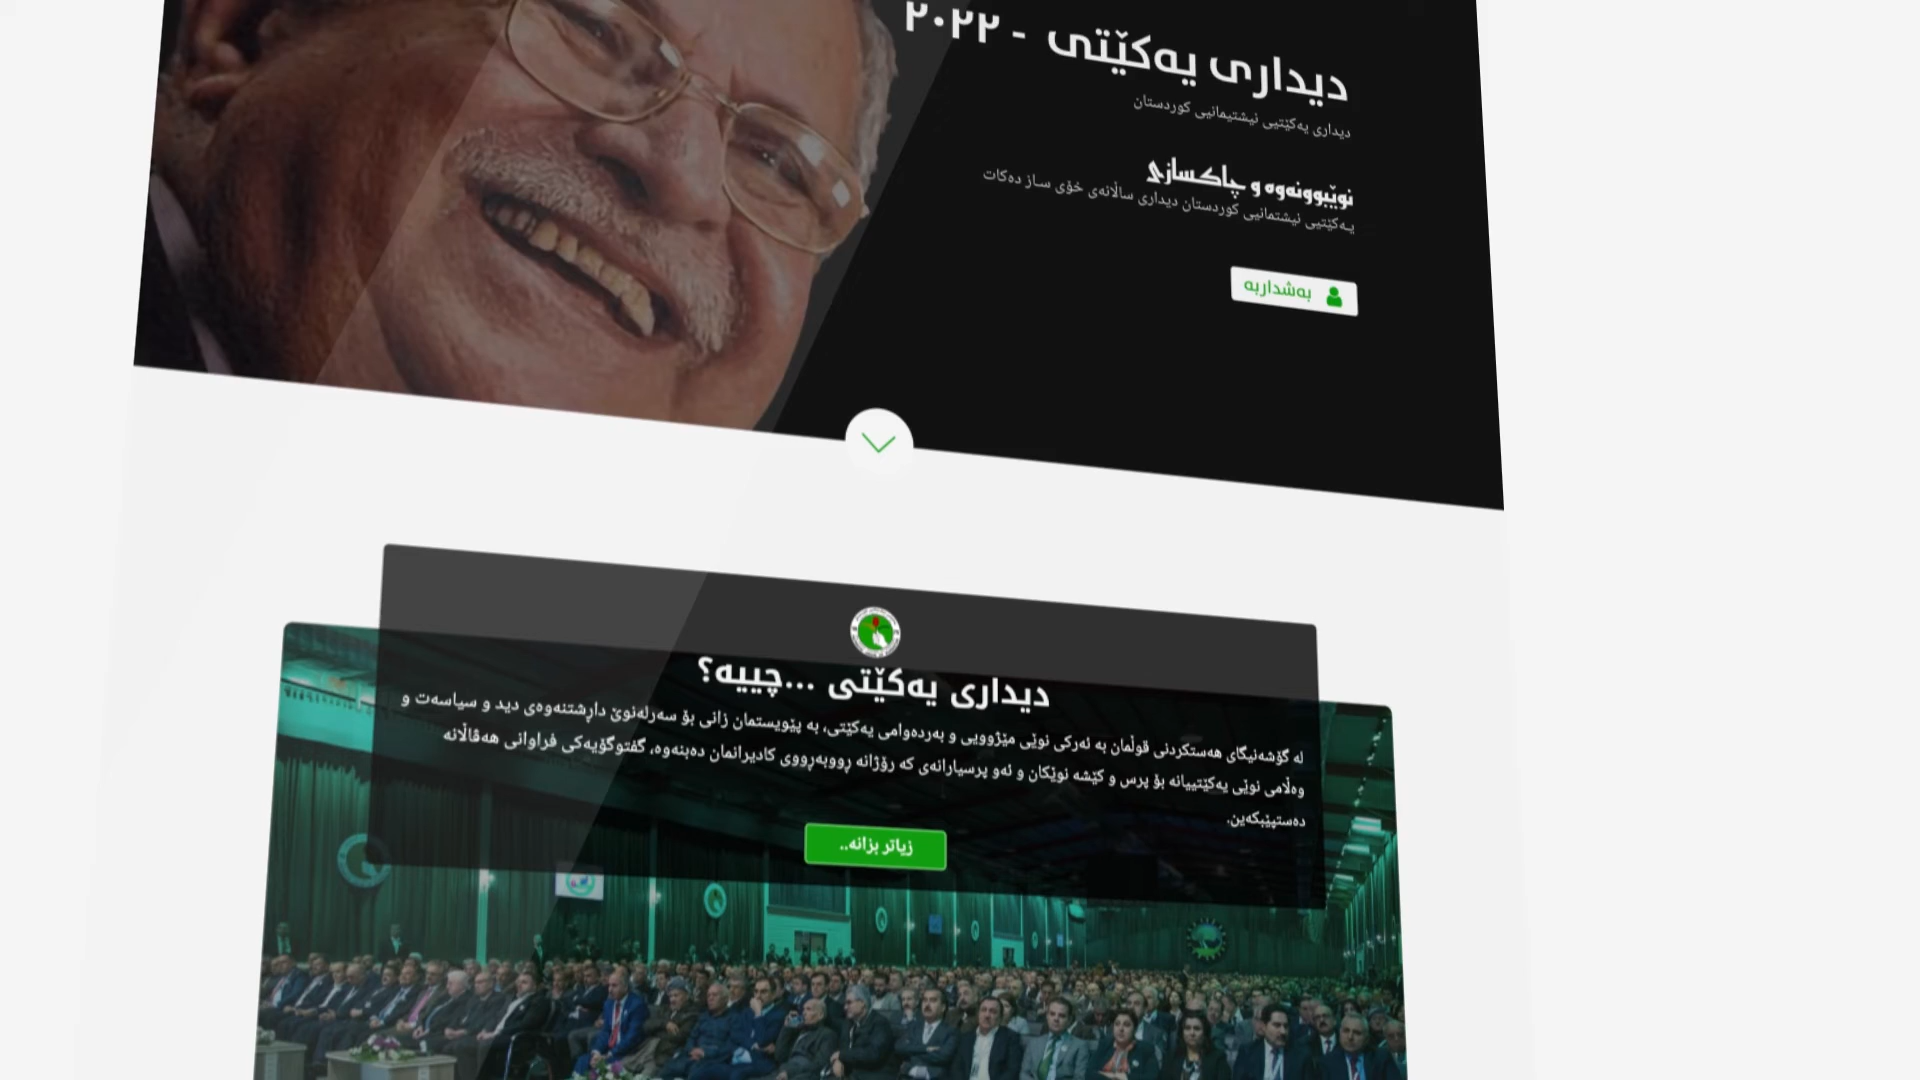 دیداری یەکێتی - ٢٠٢٢
دیداری یەکێتیی نیشتیمانیی کوردستان
نوێبوونەوە و چاکسازی
یەکێتیی نیشتمانیی کوردستان دیداری ساڵانەی خۆی ساز دەکات
بەشداربە
دیداری یەکێتی ...چییە؟
لە گۆشەنیگای هەستکردنی قوڵمان بە ئەرکی نوێی مێژوویی و بەردەوامی یەکێتی، بە پێویستمان زانی بۆ سەرلەنوێ داڕشتنەوەی دید و سیاسەت و
وەڵامی نوێی یەکێتییانە بۆ پرس و کێشە نوێکان و ئەو پرسیارانەی کە رۆژانە ڕووبەڕووی کادیرانمان دەبنەوە، گفتوگۆیەکی فراوانی هەڤاڵانە
دەستپێبکەین.
زیاتر بزانە..